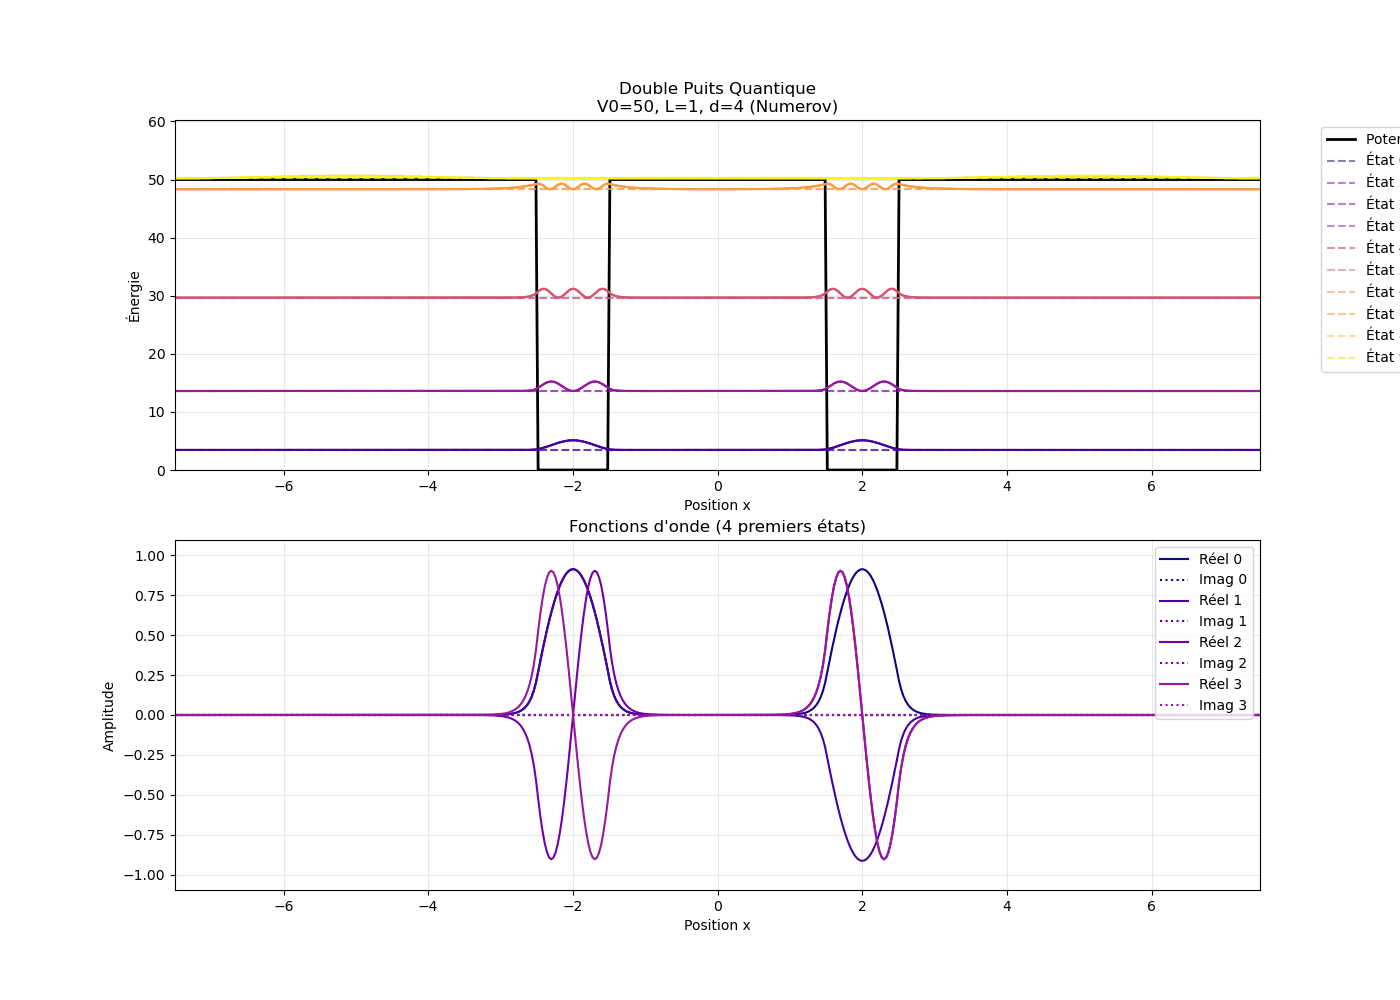 Double Puits Quantique
V0=50, L=1, d=4 (Numerov)
60
50
40
30
20
10
0
Énergie
−6
−4
−2
0
2
4
6
Position x
État
État
État
État
État
État
État
État
État
État
Fonctions d'onde (4 premiers états)
1.00
0.75
0.50
0.25
0.00
−0.25
−0.50
−0.75
−1.00
Amplitude
Réel 0
Imag 0
Réel 1
Imag 1
Réel 2
Imag 2
Réel 3
Imag 3
−6
−4
−2
0
2
4
6
Position x